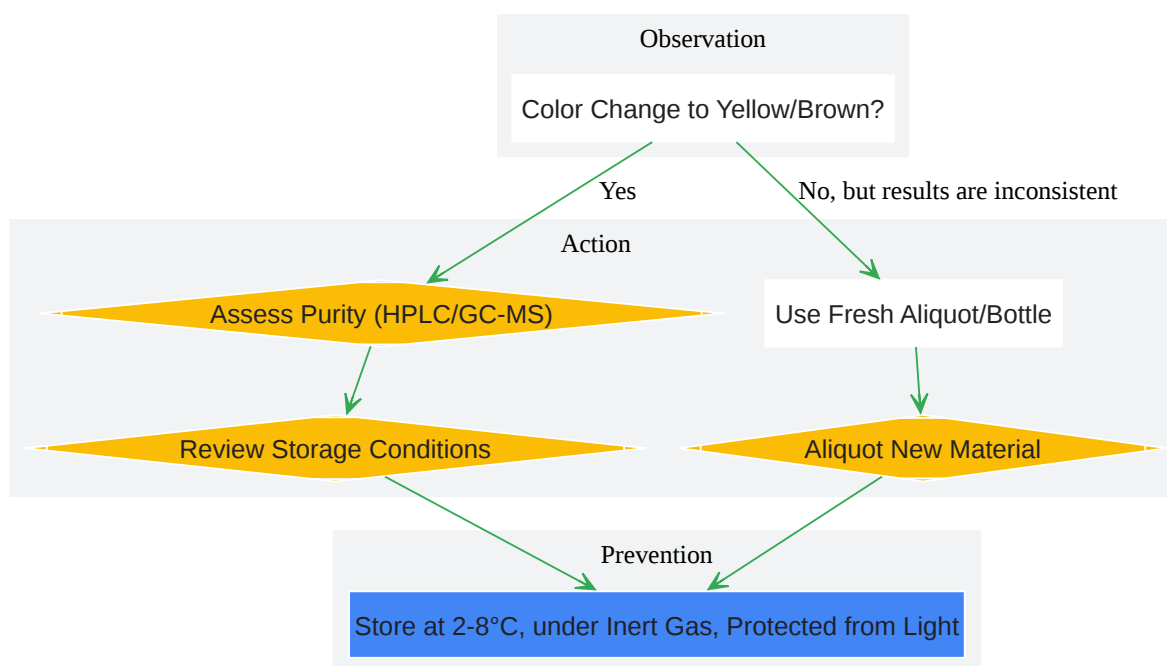 Observation
Color Change to Yellow/Brown?
Yes
No, but results are inconsistent
Action
Assess Purity (HPLC/GC-MS)
Use Fresh Aliquot/Bottle
Review Storage Conditions
Aliquot New Material
Prevention
Store at 2-8°C, under Inert Gas, Protected from Light